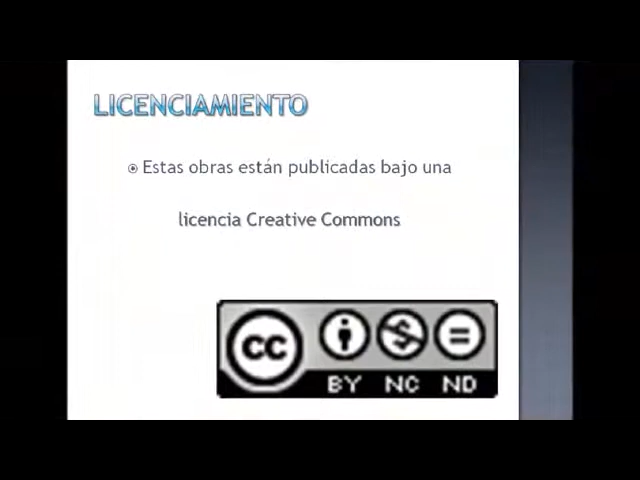 LICENCIAMIENTO
Estas obras están publicadas bajo una
licencia Creative Commons
cc
BY NC ND